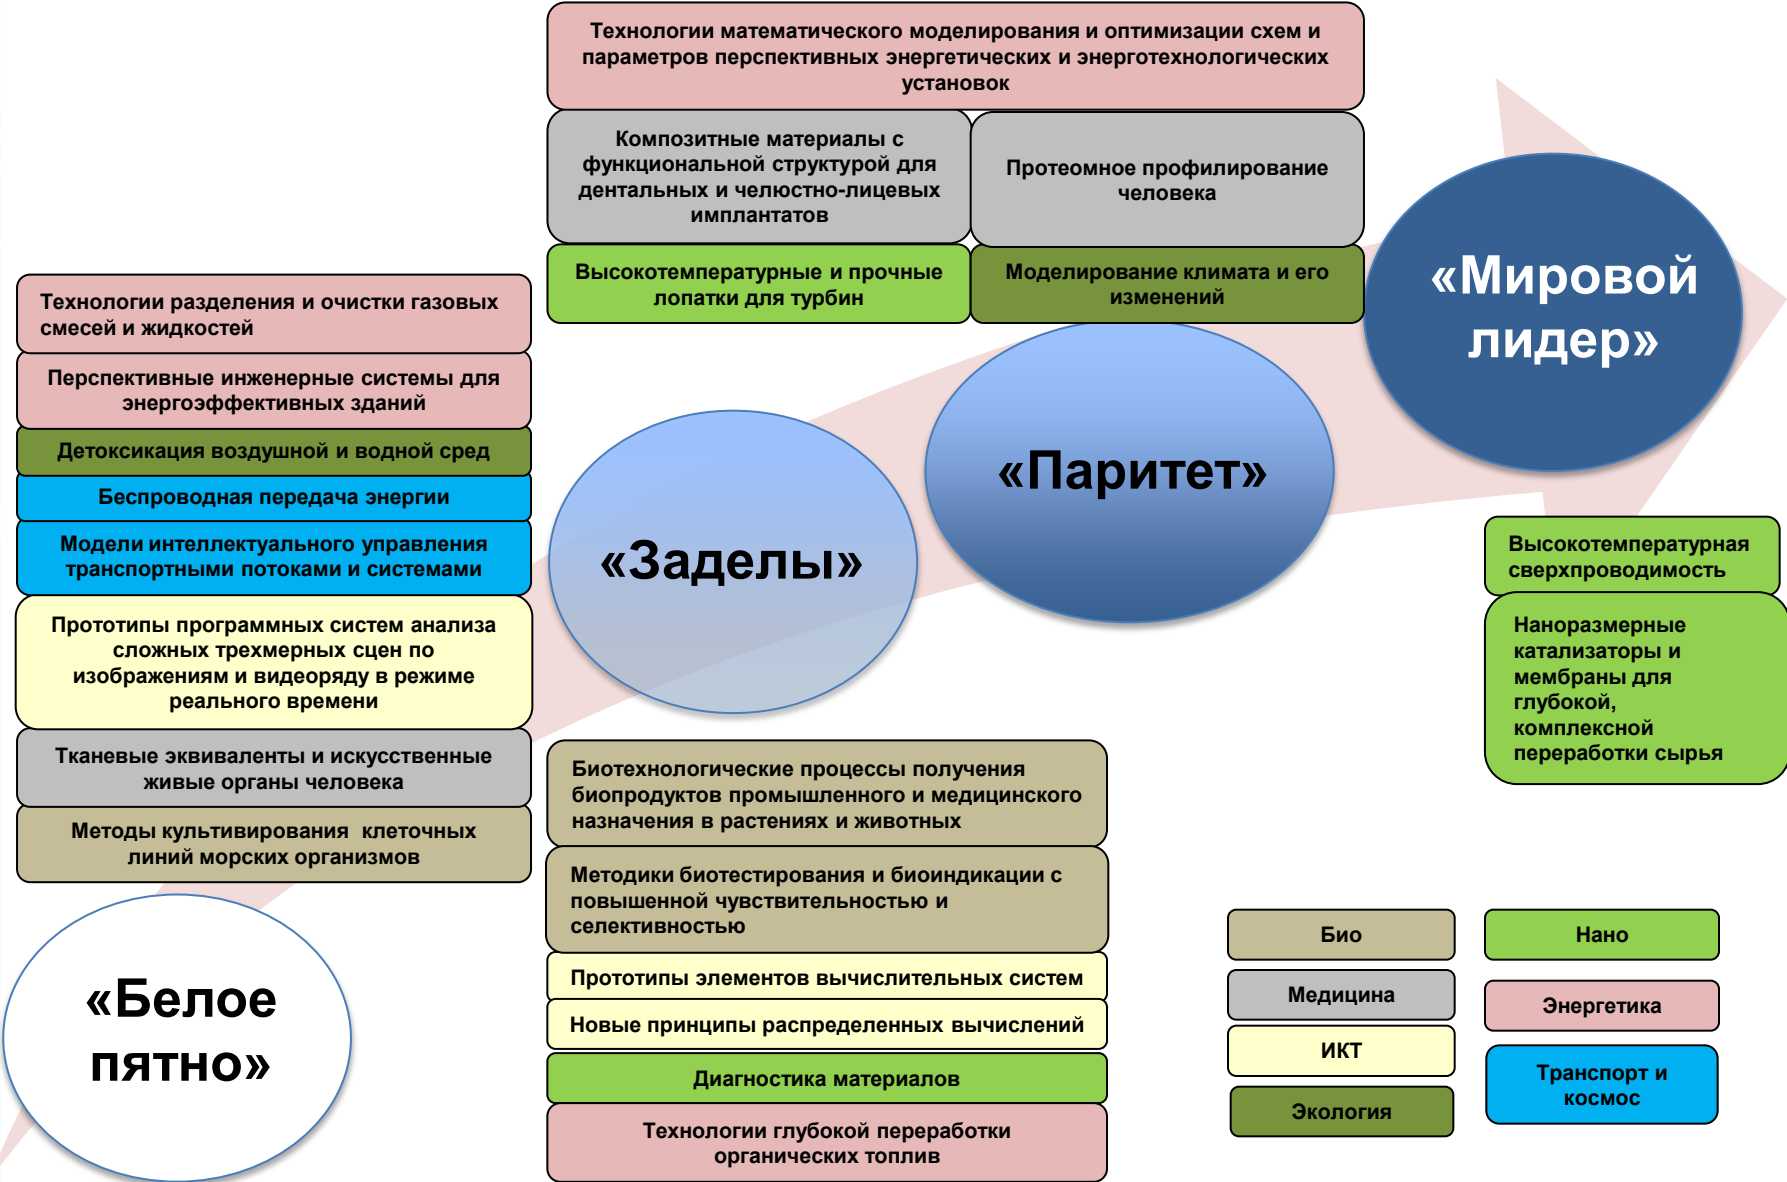 Технологии математического моделирования и оптимизации схем и
параметров перспективных энергетических и энерготехнологических
установок
Композитные материалы с
функциональной структурой для
дентальных и челюстно-лицевых
имплантатов
Протеомное профилирование
человека
Высокотемпературные и прочные
лопатки для турбин
Моделирование климата и его
изменений
«Мировой
лидер»
Технологии разделения и очистки газовых
смесей и жидкостей
Перспективные инженерные системы для
энергоэффективных зданий
Детоксикация воздушной и водной сред
Беспроводная передача энергии
Модели интеллектуального управления
транспортными потоками и системами
Прототипы программных систем анализа
сложных трехмерных сцен по
изображениям и видеоряду в режиме
реального времени
Тканевые эквиваленты и искусственные
живые органы человека
Методы культивирования клеточных
линий морских организмов
«Паритет»
«Заделы»
Высокотемпературная
сверхпроводимость
Наноразмерные
катализаторы и
мембраны для
глубокой,
комплексной
переработки сырья
Биотехнологические процессы получения
биопродуктов промышленного и медицинского
назначения в растениях и животных
Методики биотестирования и биоиндикации с
повышенной чувствительностью и
селективностью
Прототипы элементов вычислительных систем
Новые принципы распределенных вычислений
Диагностика материалов
Технологии глубокой переработки
органических топлив
«Белое
пятно»
Био
Нано
Медицина
Энергетика
ИКТ
Транспорт и
космос
Экология